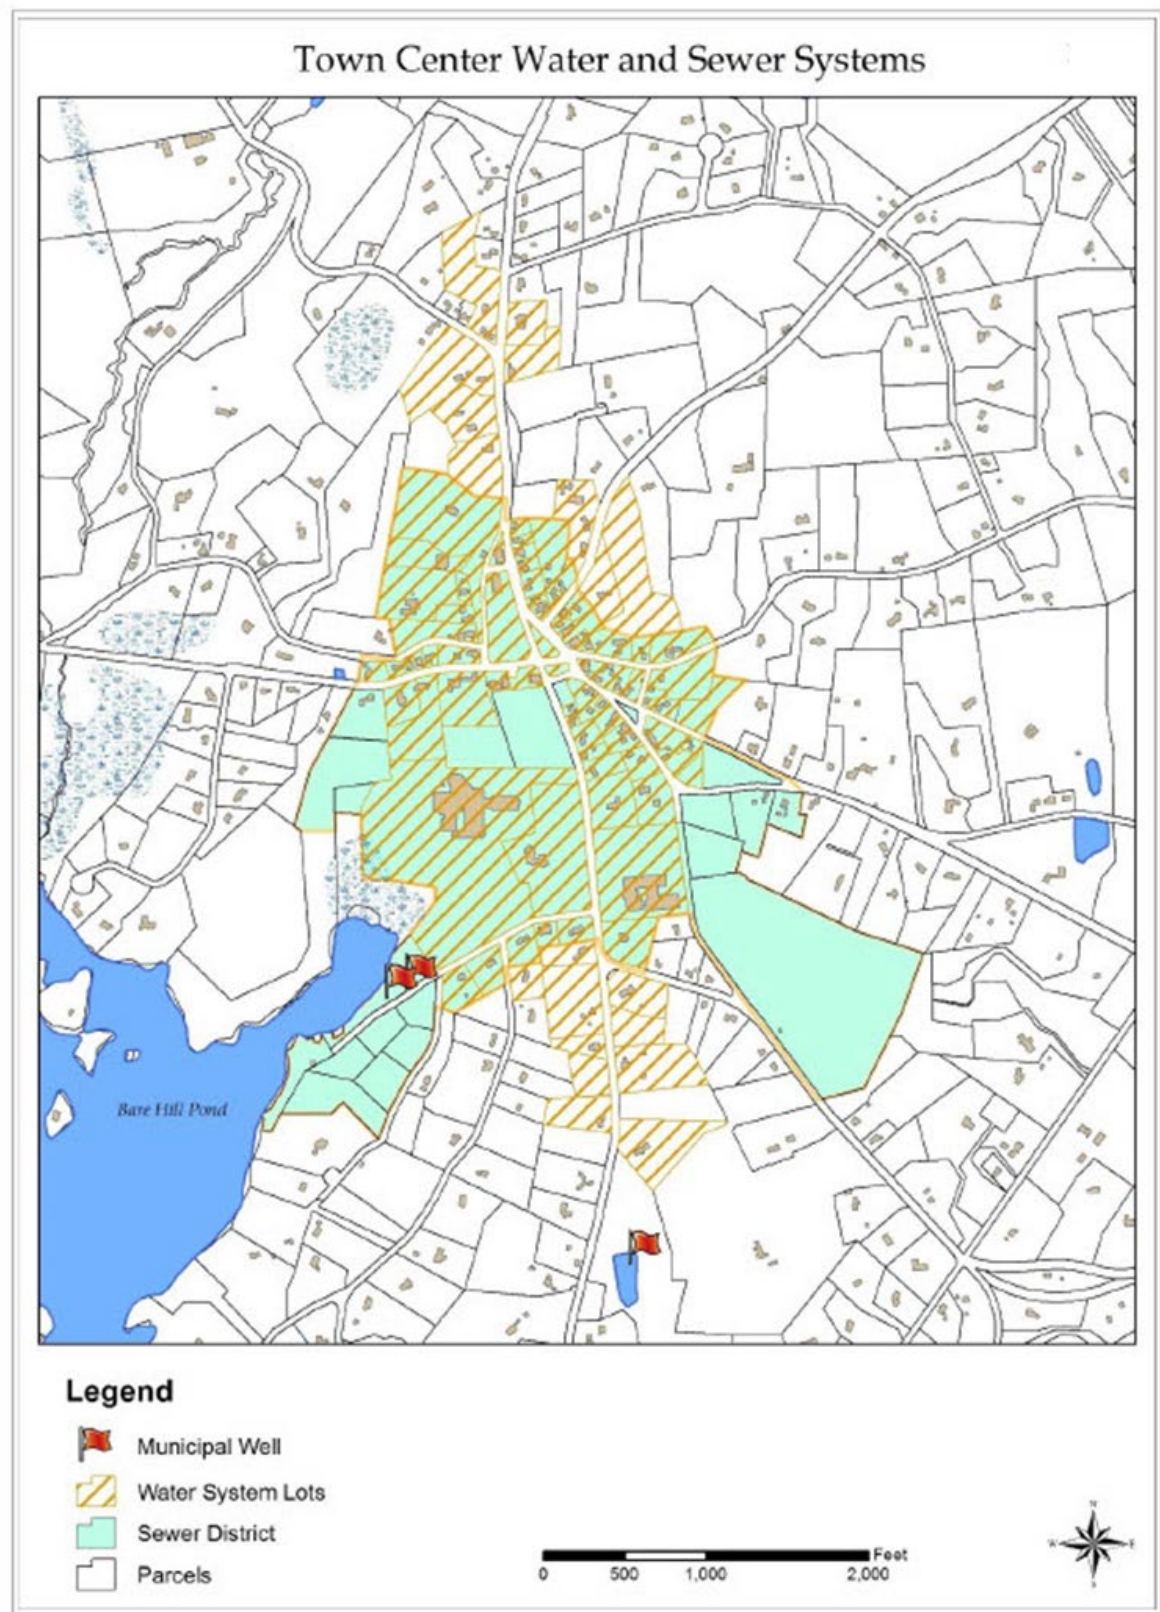 Town Center Water and Sewer Systems
Bare Hill Pond
Legend
Municipal Well
Water System Lots
Sewer District
Parcels
Feet
0 500 1,000 2,000
N
W E
S